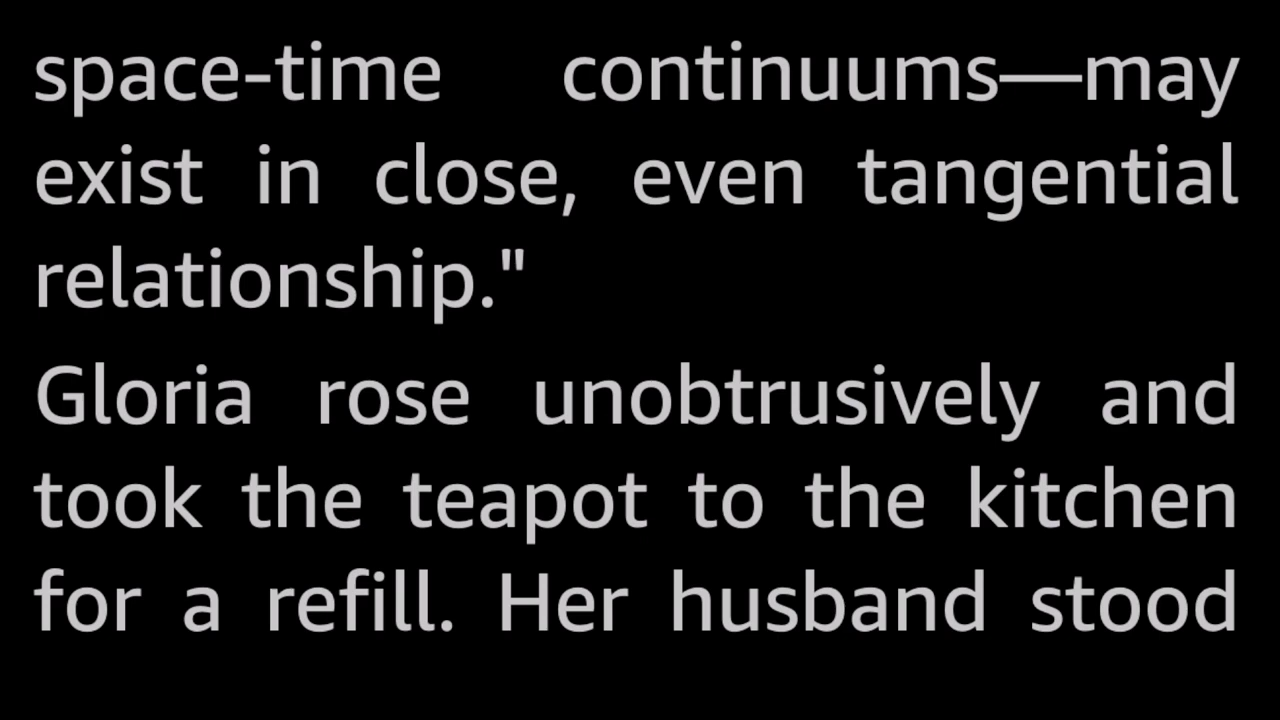 space-time continuums—may
exist in close, even tangential
relationship."
Gloria rose unobtrusively and
took the teapot to the kitchen
for a refill. Her husband stood